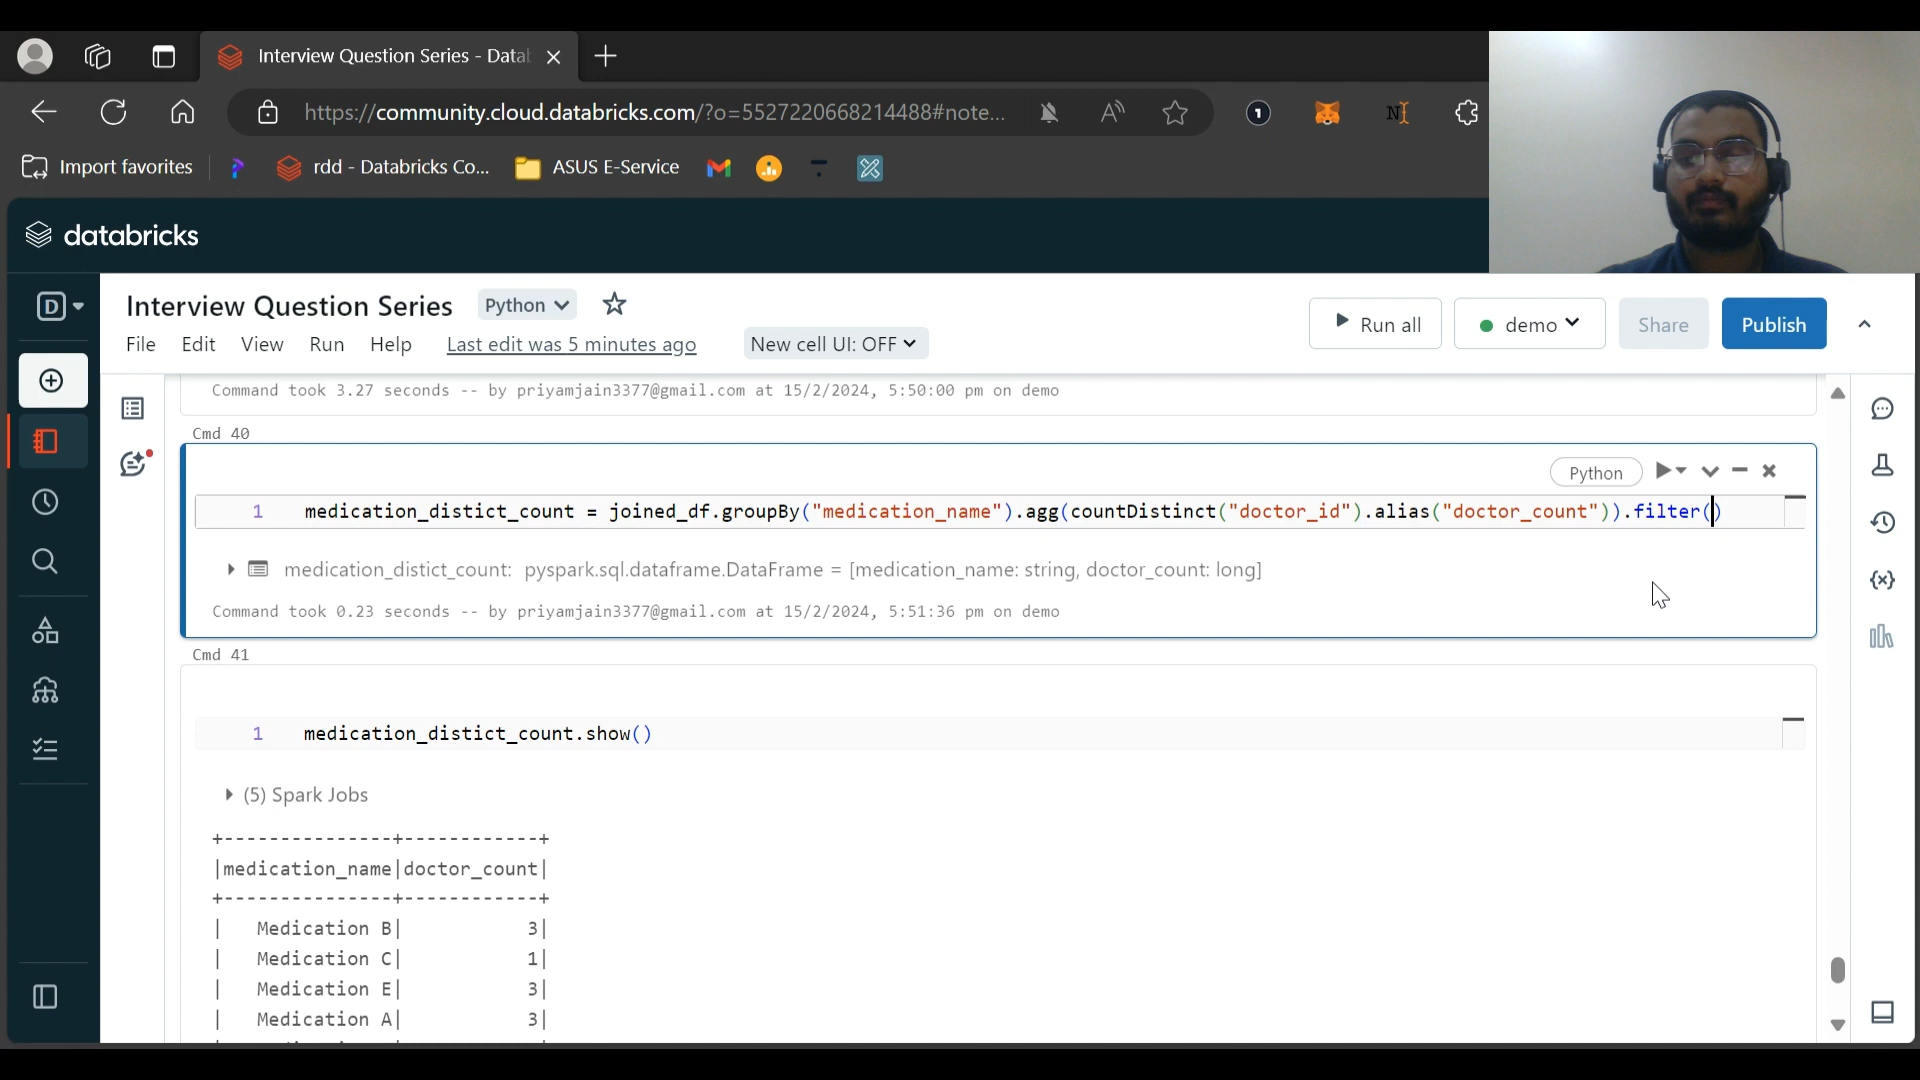 Interview Question Series - Datab
https://community.cloud.databricks.com/?o=5527220668214488#note...
Import favorites
rdd - Databricks Co...
ASUS E-Service
databricks
D
Interview Question Series
Python
File Edit View Run Help
Last edit was 5 minutes ago
New cell UI: OFF
Run all
demo
Share
Publish
Command took 3.27 seconds -- by priyamjain3377@gmail.com at 15/2/2024, 5:50:00 pm on demo
Cmd 40
Python
1 medication_distict_count = joined_df.groupBy("medication_name").agg(countDistinct("doctor_id").alias("doctor_count")).filter()
medication_distict_count: pyspark.sql.dataframe.DataFrame = [medication_name: string, doctor_count: long]
Command took 0.23 seconds -- by priyamjain3377@gmail.com at 15/2/2024, 5:51:36 pm on demo
Cmd 41
1 medication_distict_count.show()
(5) Spark Jobs
+---------------+------------+
|medication_name|doctor_count|
+---------------+------------+
|   Medication B|           3|
|   Medication C|           1|
|   Medication E|           3|
|   Medication A|           3|